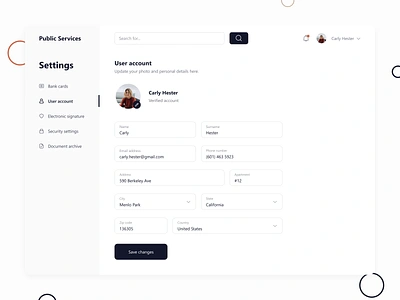 Public Services
Search for...
Carly Hester
Settings
Bank cards
User account
Electronic signature
Security settings
Document archive
User account
Update your photo and personal details here.
Carly Hester
Verified account
Name
Carly
Surname
Hester
Email address
carly.hester@gmail.com
Phone number
(601) 463 5923
Address
590 Berkeley Ave
Apartment
#12
City
Menlo Park
State
California
Zip code
136305
Country
United States
Save changes